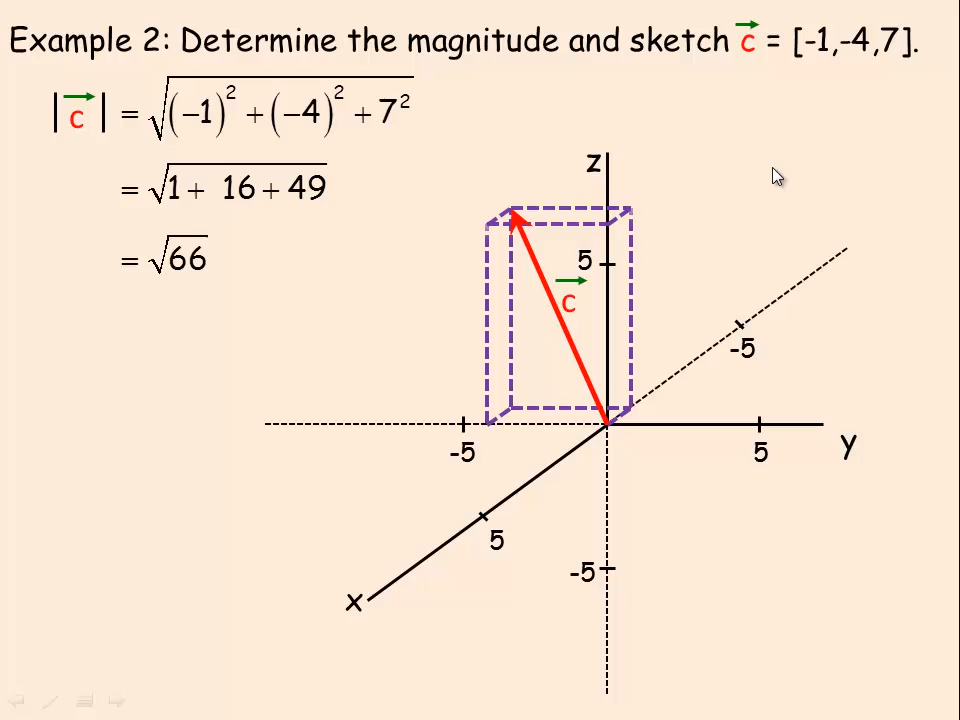 Example 2: Determine the magnitude and sketch c⃗ = [-1,-4,7].
|c⃗| = √((−1)² + (−4)² + 7²)
= √(1 + 16 + 49)
= √66
z
5
c⃗
-5
-5
5
y
5
-5
x